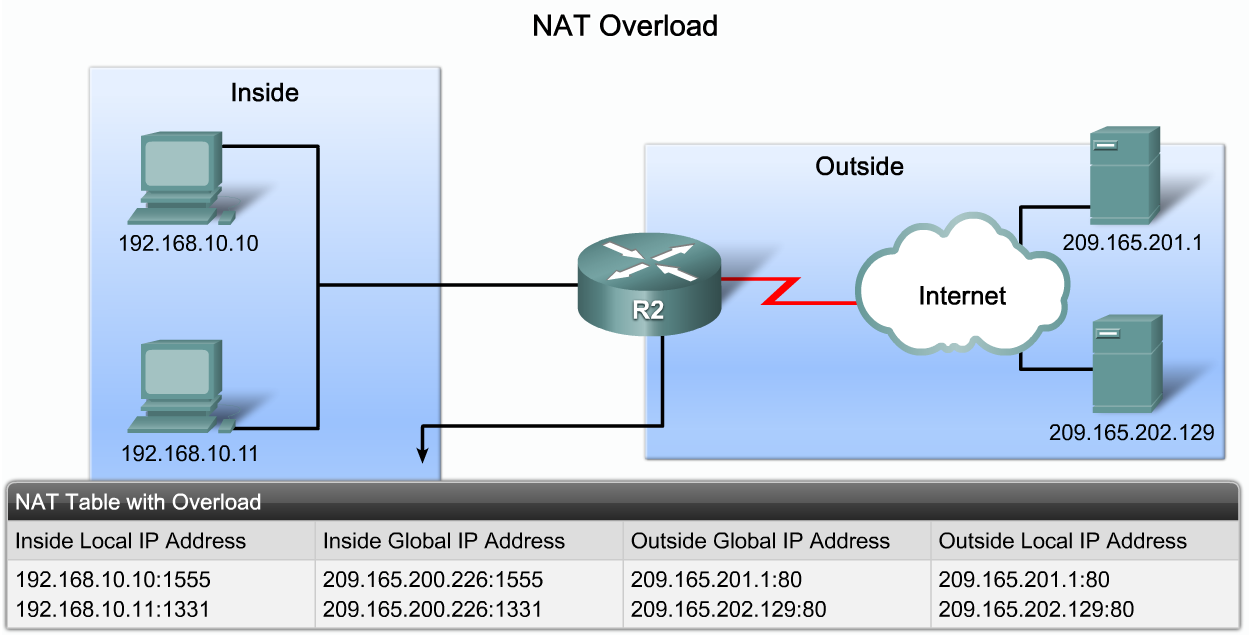 NAT Overload
Inside
Outside
192.168.10.10
209.165.201.1
R2
Internet
192.168.10.11
209.165.202.129
NAT Table with Overload
Inside Local IP Address Inside Global IP Address Outside Global IP Address Outside Local IP Address
192.168.10.10:1555 209.165.200.226:1555 209.165.201.1:80 209.165.201.1:80
192.168.10.11:1331 209.165.200.226:1331 209.165.202.129:80 209.165.202.129:80